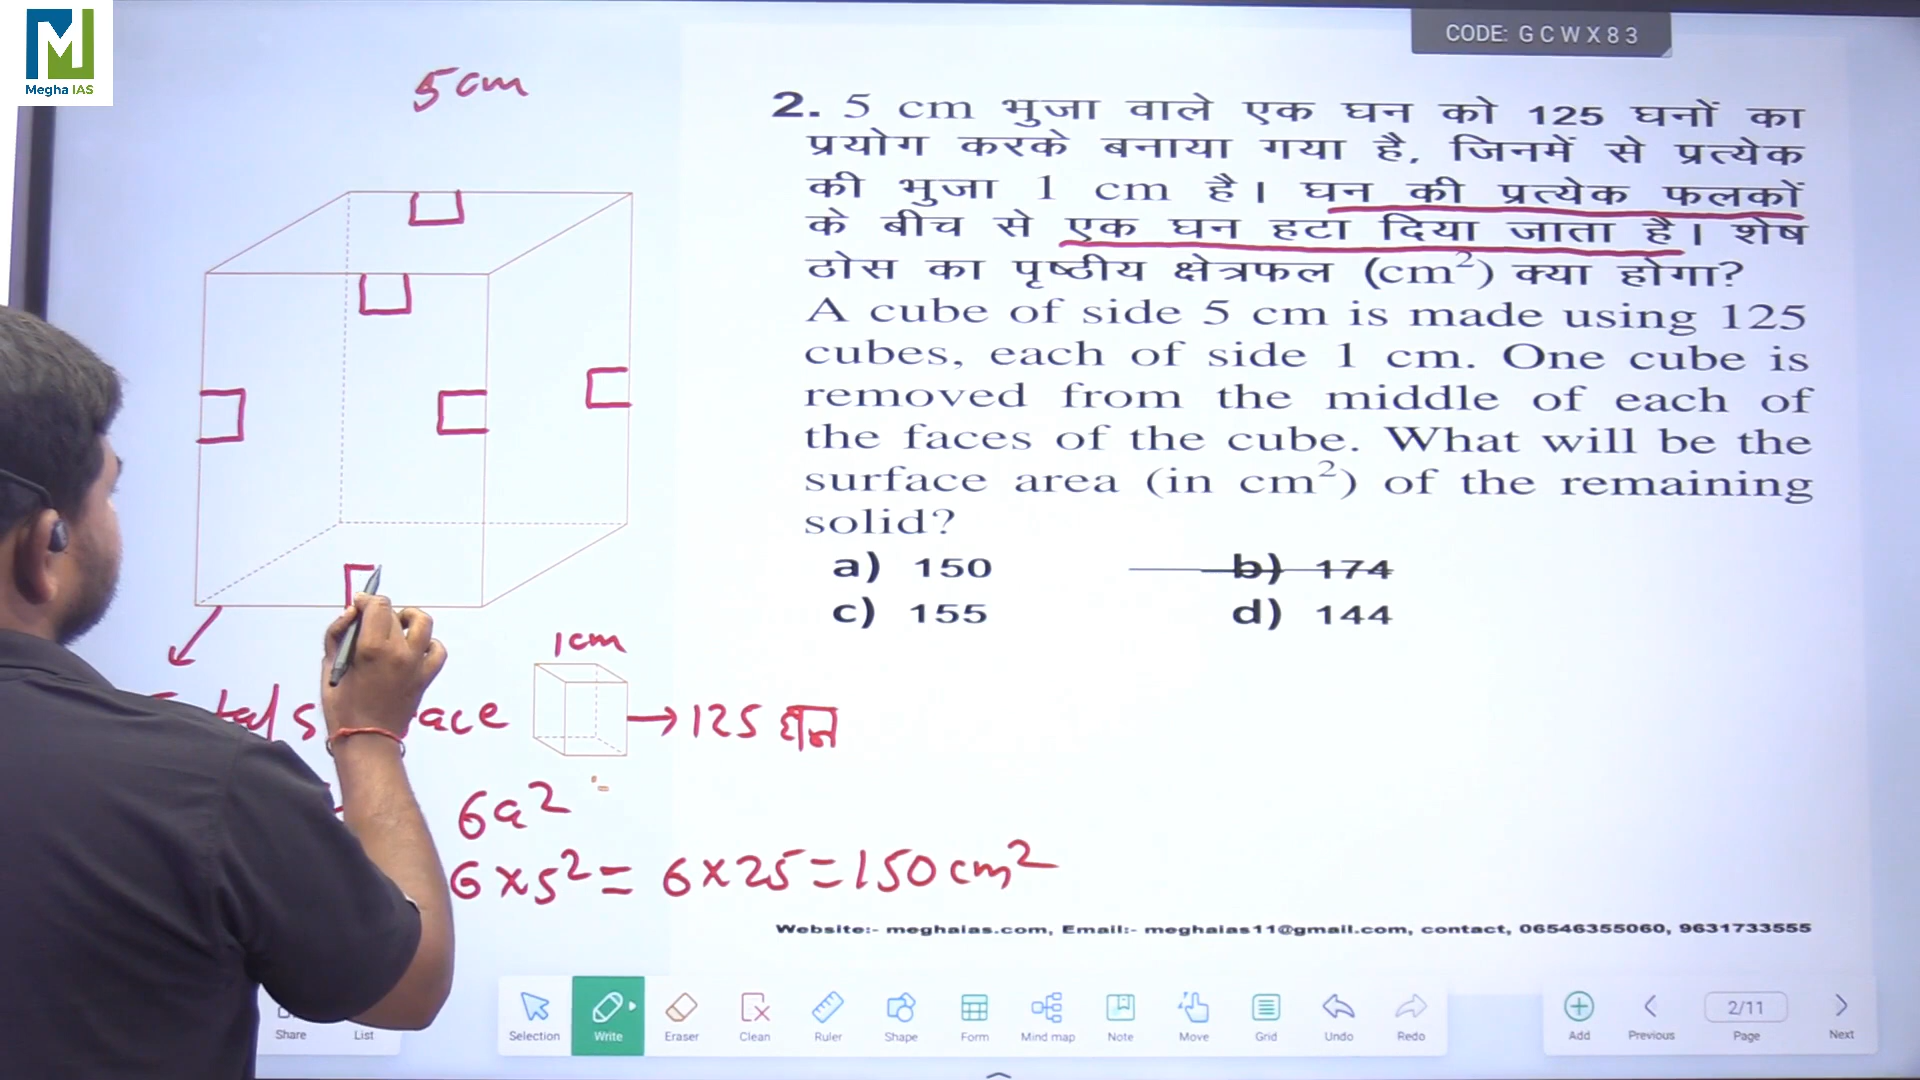 Megha IAS
CODE: GCWX83
5 cm
2. 5 cm भुजा वाले एक घन को 125 घनों का
प्रयोग करके बनाया गया है, जिनमें से प्रत्येक
की भुजा 1 cm है। घन की प्रत्येक फलकों
के बीच से एक घन हटा दिया जाता है। शेष
ठोस का पृष्ठीय क्षेत्रफल (cm²) क्या होगा?
A cube of side 5 cm is made using 125
cubes, each of side 1 cm. One cube is
removed from the middle of each of
the faces of the cube. What will be the
surface area (in cm²) of the remaining
solid?
a) 150 b) 174
c) 155 d) 144
1cm
→125 घन
6a²
6×5² = 6×25=150 cm²
Website:- meghaias.com, Email:- meghaias11@gmail.com, contact, 06546355060, 9631733555
Share List Selection Write Eraser Clean Ruler Shape Form Mind map Note Move Grid Undo Redo Add Previous 2/11 Page Next